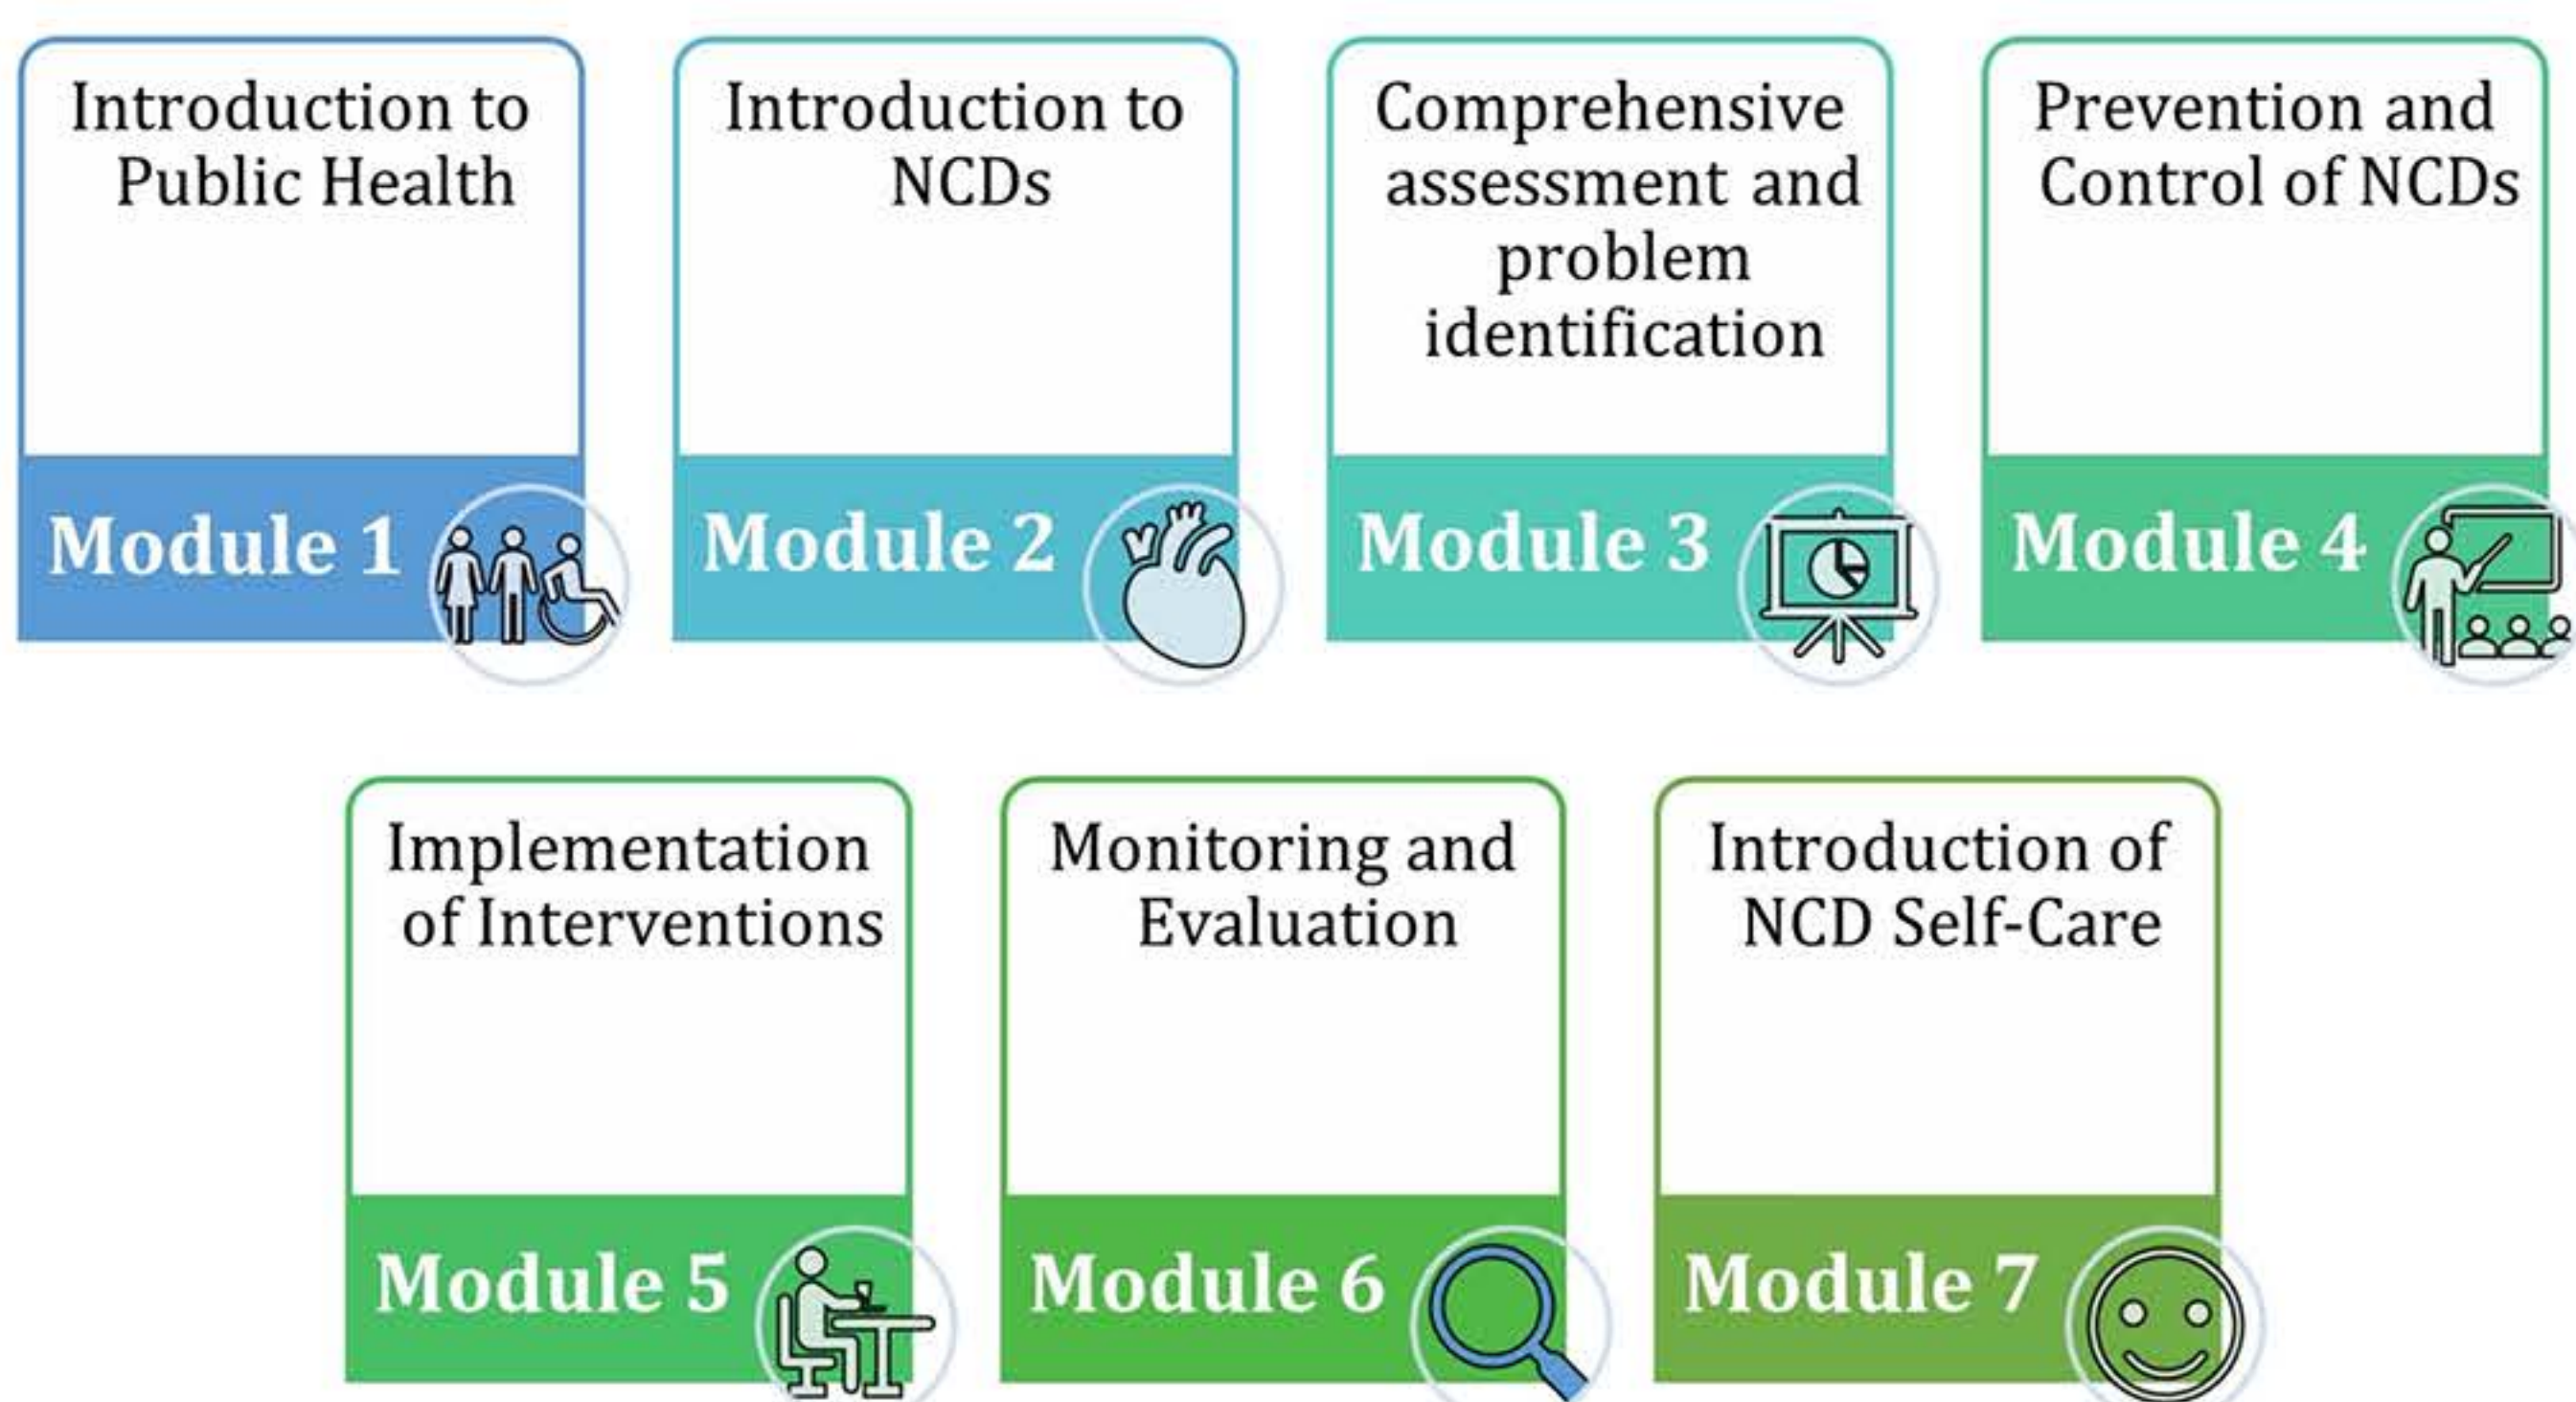 Introduction to
Public Health
Module 1
Introduction to
NCDs
Module 2
Comprehensive
assessment and
problem
identification
Module 3
Prevention and
Control of NCDs
Module 4
Implementation
of Interventions
Module 5
Monitoring and
Evaluation
Module 6
Introduction of
NCD Self-Care
Module 7